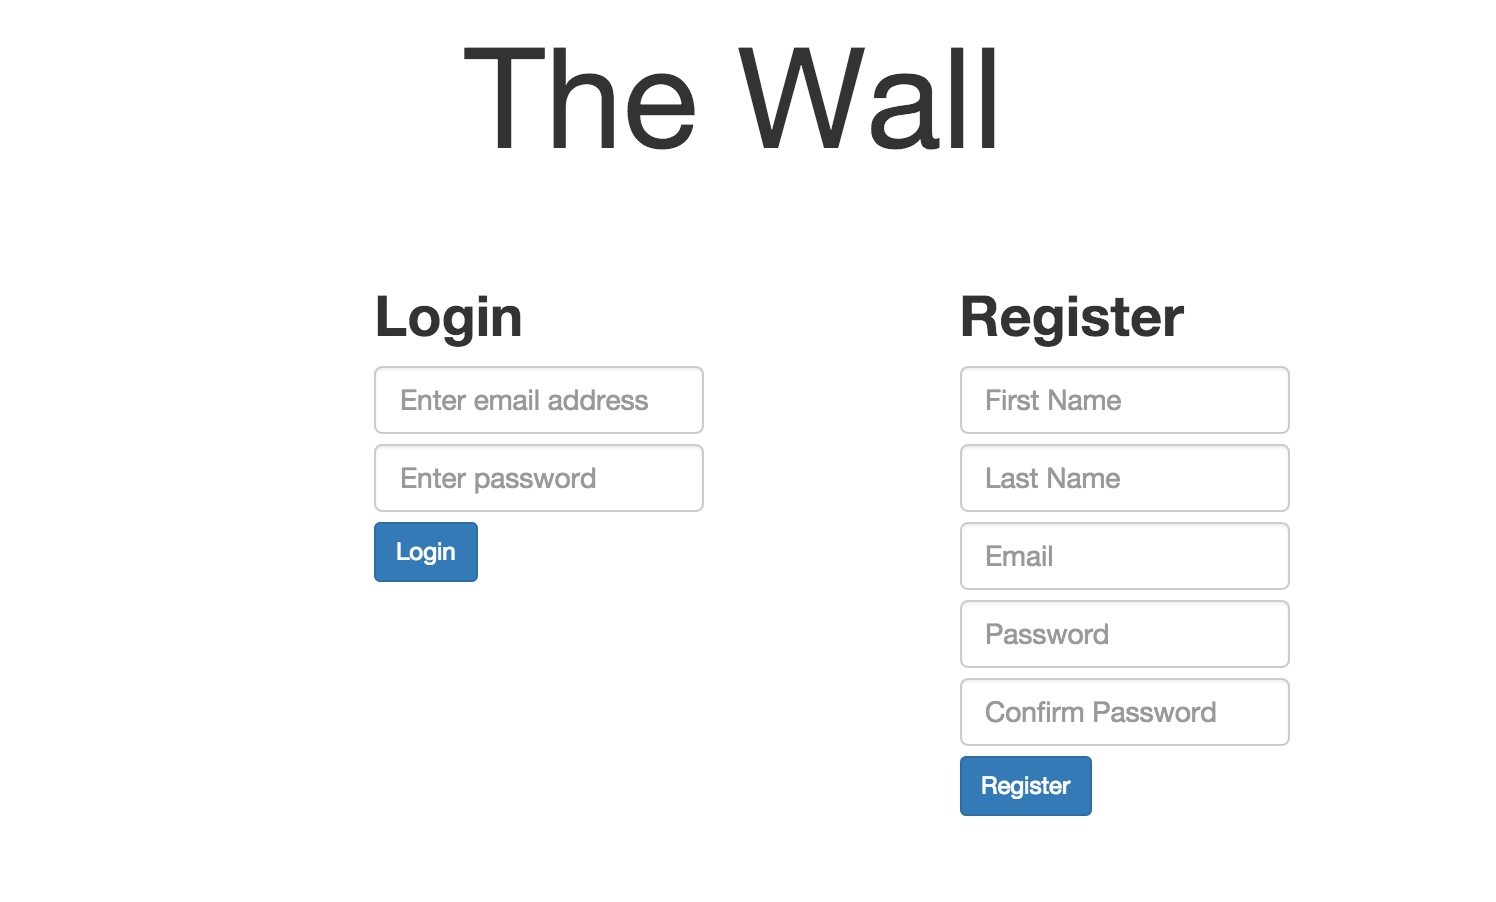 The Wall
Login
Enter email address
Enter password
Login
Register
First Name
Last Name
Email
Password
Confirm Password
Register